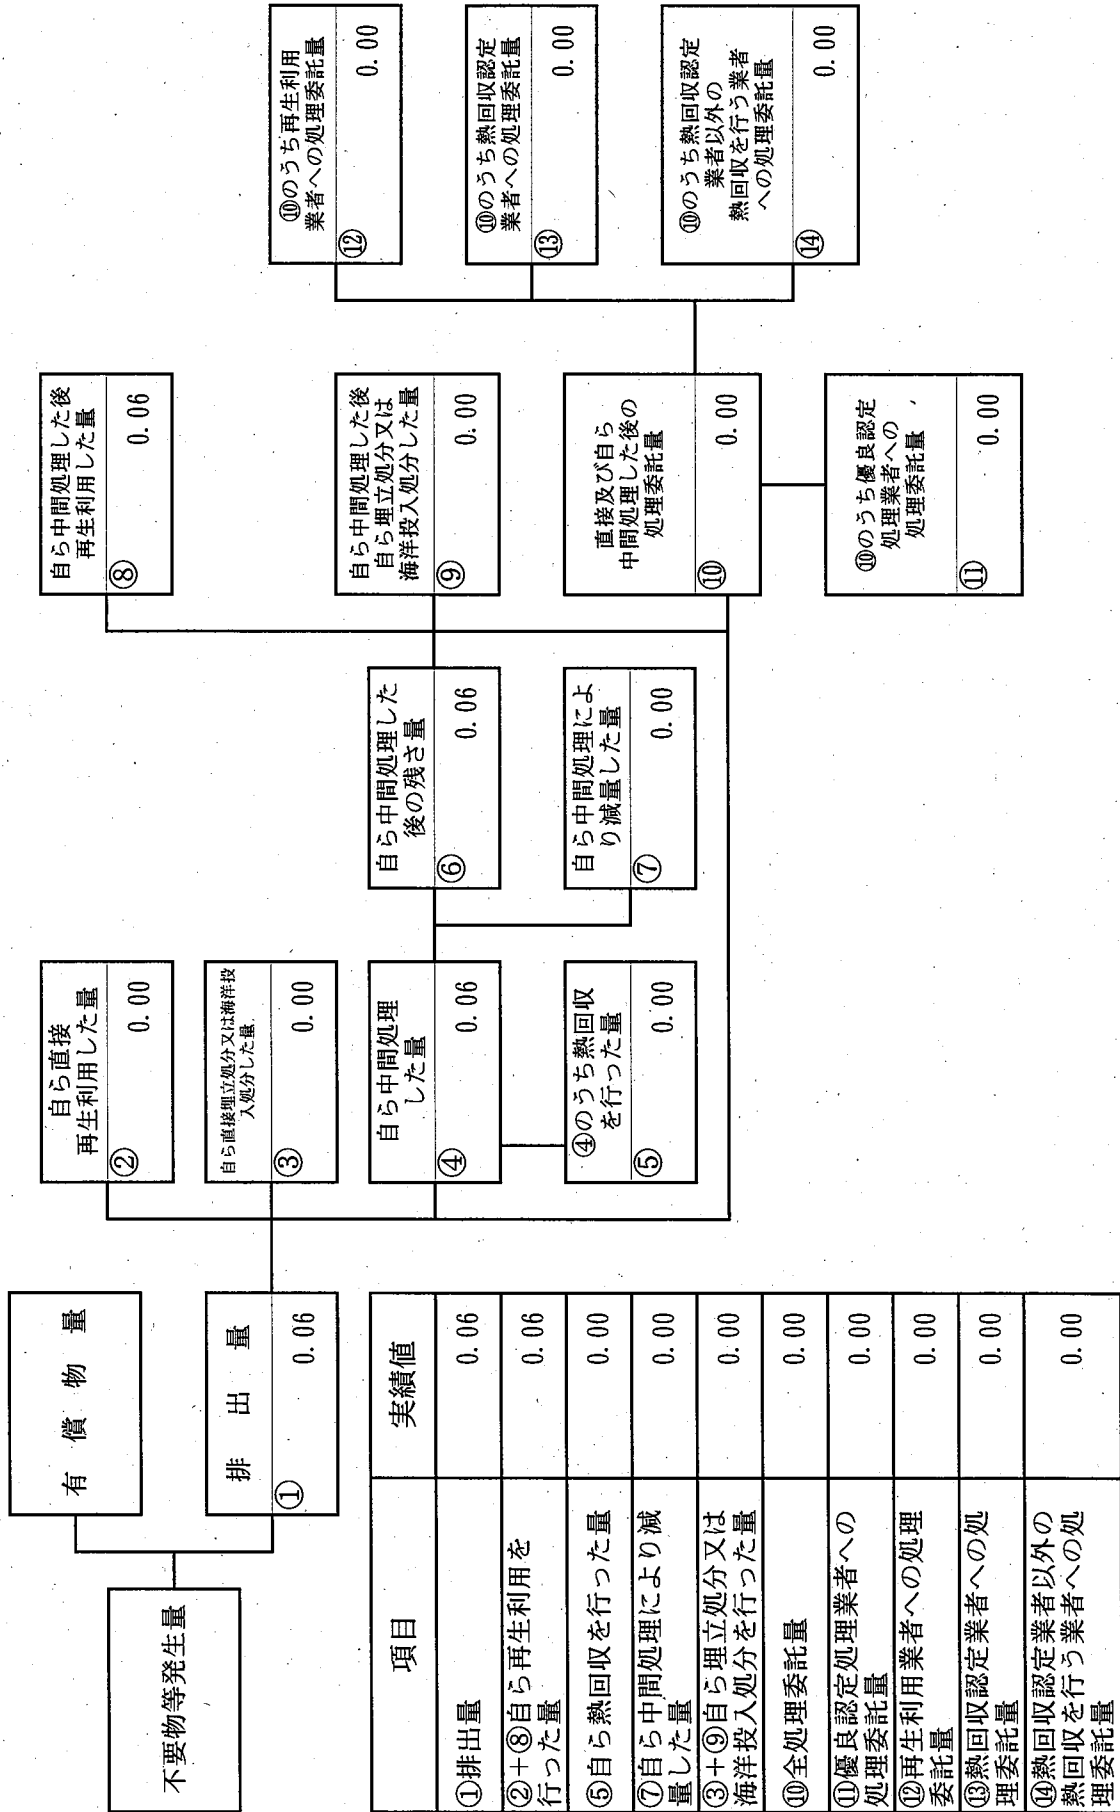 不要物等発生量
有償物量
排出量
①
0.06
自ら直接
再生利用した量
②
0.00
自ら直接埋立処分又は海洋投
入処分した量
③
0.00
自ら中間処理
した量
④
0.06
④のうち熱回収
を行った量
⑤
0.00
自ら中間処理した
後の残さ量
⑥
0.06
自ら中間処理によ
り減量した量
⑦
0.00
自ら中間処理した後
再生利用した量
⑧
0.06
自ら中間処理した後
自ら埋立処分又は
海洋投入処分した量
⑨
0.00
直接及び自ら
中間処理した後の
処理委託量
⑩
0.00
⑩のうち優良認定
処理業者への
処理委託量
⑪
0.00
⑩のうち再生利用
業者への処理委託量
⑫
0.00
⑩のうち熱回収認定
業者への処理委託量
⑬
0.00
⑩のうち熱回収認定
業者以外の
熱回収を行う業者
への処理委託量
⑭
0.00
項目 実績値
①排出量 0.06
②+⑧自ら再生利用を
行った量 0.06
⑤自ら熱回収を行った量 0.00
⑦自ら中間処理により減
量した量 0.00
③+⑨自ら埋立処分又は
海洋投入処分を行った量 0.00
⑩全処理委託量 0.00
⑪優良認定処理業者への
処理委託量 0.00
⑫再生利用業者への処理
委託量 0.00
⑬熱回収認定業者への処
理委託量 0.00
⑭熱回収認定業者以外の
熱回収を行う業者への処
理委託量 0.00